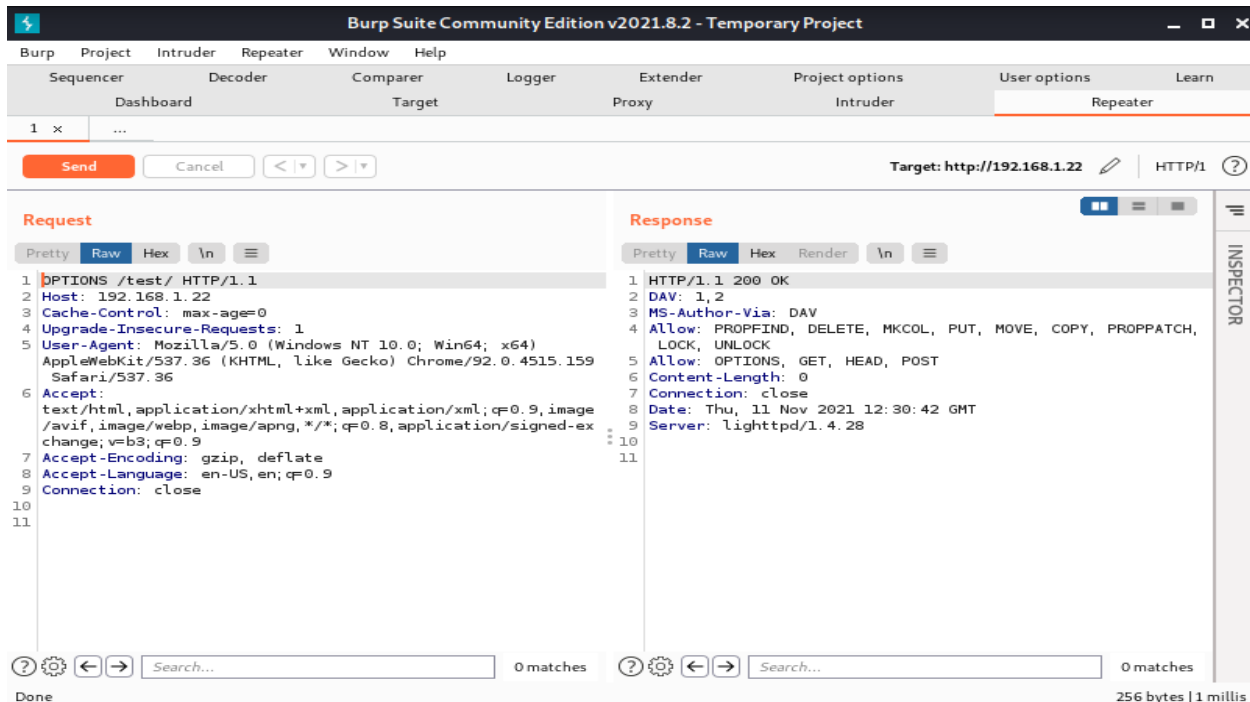 Burp Suite Community Edition v2021.8.2 - Temporary Project
Burp Project Intruder Repeater Window Help
Sequencer Decoder Comparer Logger Extender Project options User options Learn
Dashboard Target Proxy Intruder Repeater
1 × ...
Send Cancel < > Target: http://192.168.1.22 HTTP/1 ?
Request
Pretty Raw Hex \n
1 OPTIONS /test/ HTTP/1.1
2 Host: 192.168.1.22
3 Cache-Control: max-age=0
4 Upgrade-Insecure-Requests: 1
5 User-Agent: Mozilla/5.0 (Windows NT 10.0; Win64; x64)
AppleWebKit/537.36 (KHTML, like Gecko) Chrome/92.0.4515.159
Safari/537.36
6 Accept:
text/html,application/xhtml+xml,application/xml;q=0.9,image
/avif,image/webp,image/apng,*/*;q=0.8,application/signed-ex
change;v=b3;q=0.9
7 Accept-Encoding: gzip, deflate
8 Accept-Language: en-US,en;q=0.9
9 Connection: close
10
11
? Search... 0 matches
Response
Pretty Raw Hex Render \n
1 HTTP/1.1 200 OK
2 DAV: 1,2
3 MS-Author-Via: DAV
4 Allow: PROPFIND, DELETE, MKCOL, PUT, MOVE, COPY, PROPPATCH,
LOCK, UNLOCK
5 Allow: OPTIONS, GET, HEAD, POST
6 Content-Length: 0
7 Connection: close
8 Date: Thu, 11 Nov 2021 12:30:42 GMT
9 Server: lighttpd/1.4.28
10
11
? Search... 0 matches
INSPECTOR
Done 256 bytes | 1 millis